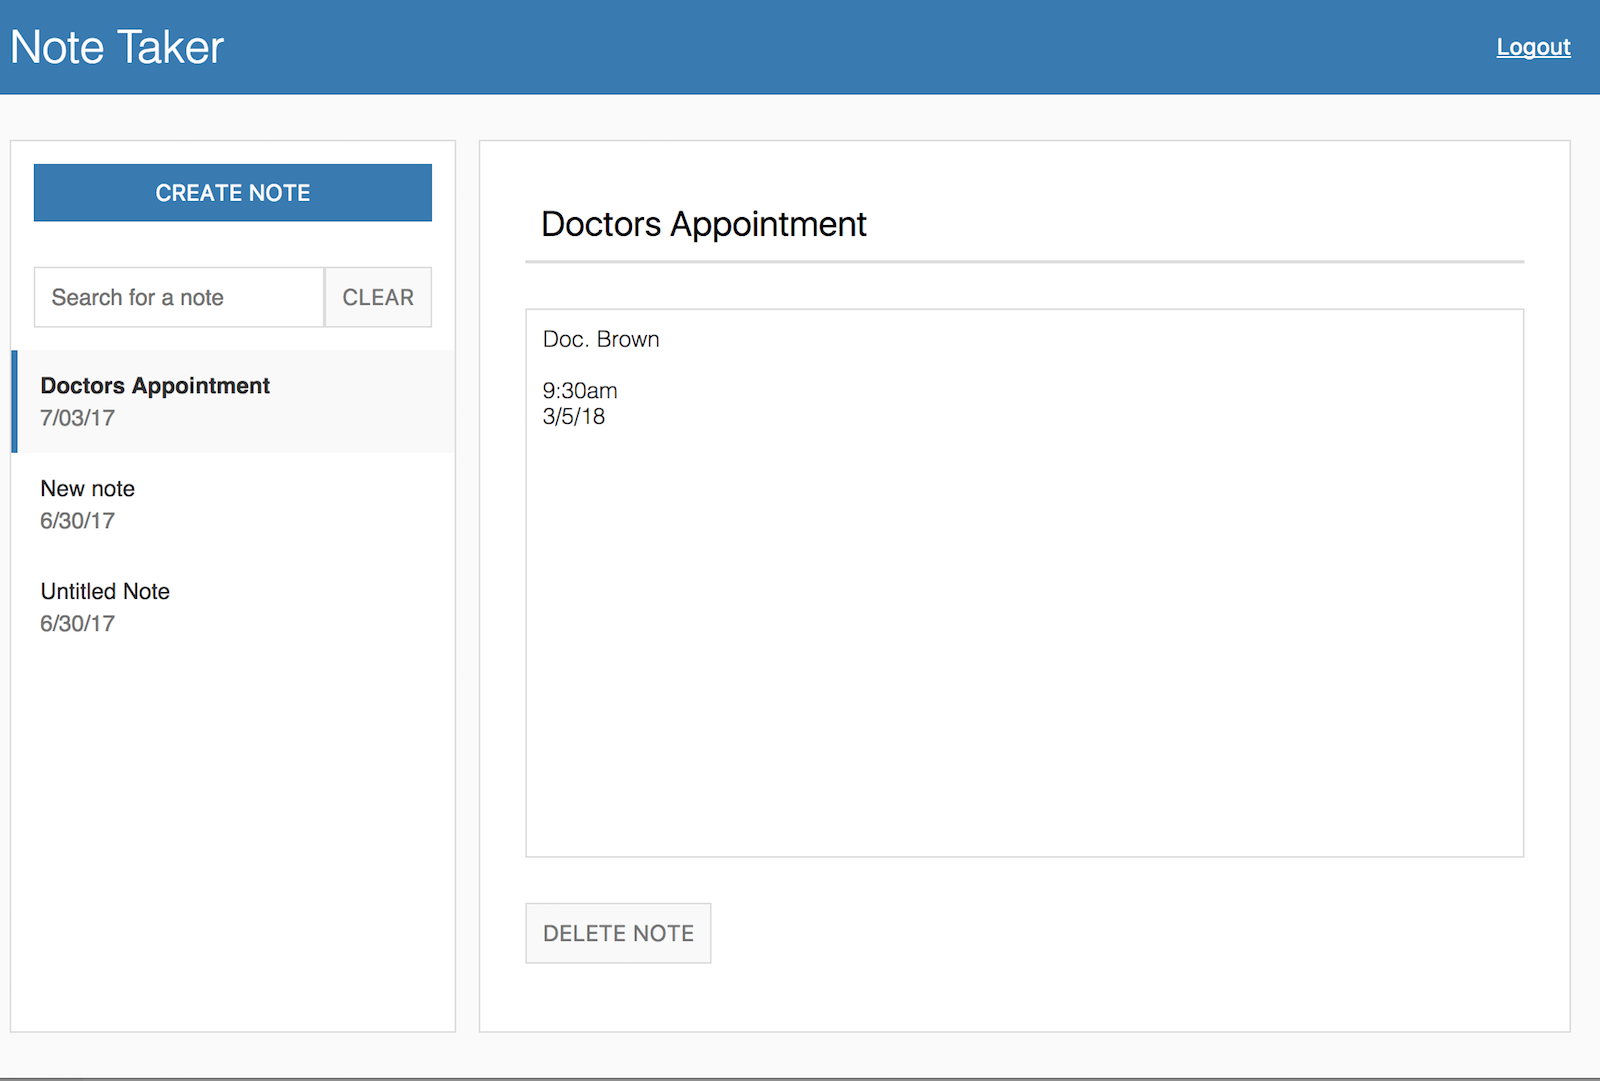 Note Taker
Logout
CREATE NOTE
Search for a note
CLEAR
Doctors Appointment
7/03/17
New note
6/30/17
Untitled Note
6/30/17
Doctors Appointment
Doc. Brown
9:30am
3/5/18
DELETE NOTE